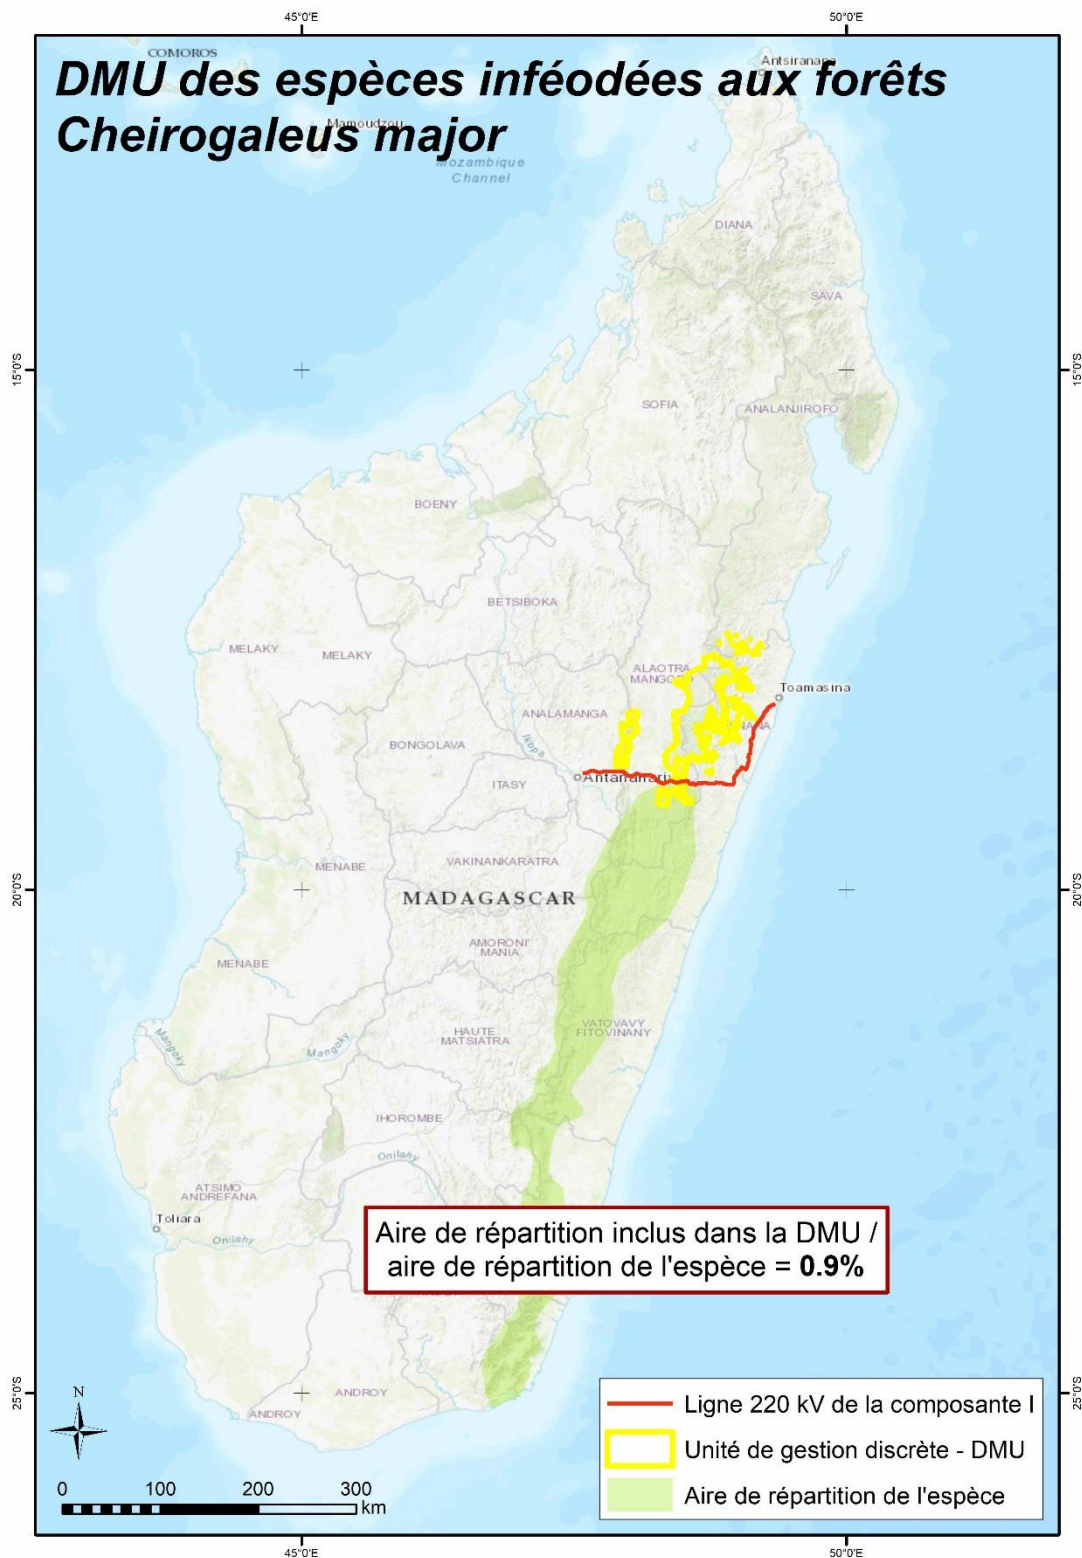 45°0'E 50°0'E
COMOROS
Antsiranana
DMU des espèces inféodées aux forêts
Cheirogaleus major
Mamoudzou
Mozambique
Channel
DIANA
SAVA
15°0'S 15°0'S
SOFIA
ANALANJIROFO
BOENY
BETSIBOKA
MELAKY
MELAKY
ALAOTRA
MANGORO
Toamasina
ANALAMANGA
NANA
BONGOLAVA
Ikopa
Antananari
ITASY
VAKINANKARATRA
MENABE
20°0'S 20°0'S
MADAGASCAR
AMORONI'
MANIA
MENABE
VATOVAVY
FITOVINANY
HAUTE
MATSIATRA
Mangoky
Mangoky
IHOROMBE
Onilahy
ATSIMO
ANDREFANA
Toliara
Onilahy
Aire de répartition inclus dans la DMU /
aire de répartition de l'espèce = 0.9%
25°0'S 25°0'S
ANDROY
ANDROY
N
0 100 200 300
km
Ligne 220 kV de la composante I
Unité de gestion discrète - DMU
Aire de répartition de l'espèce
45°0'E 50°0'E